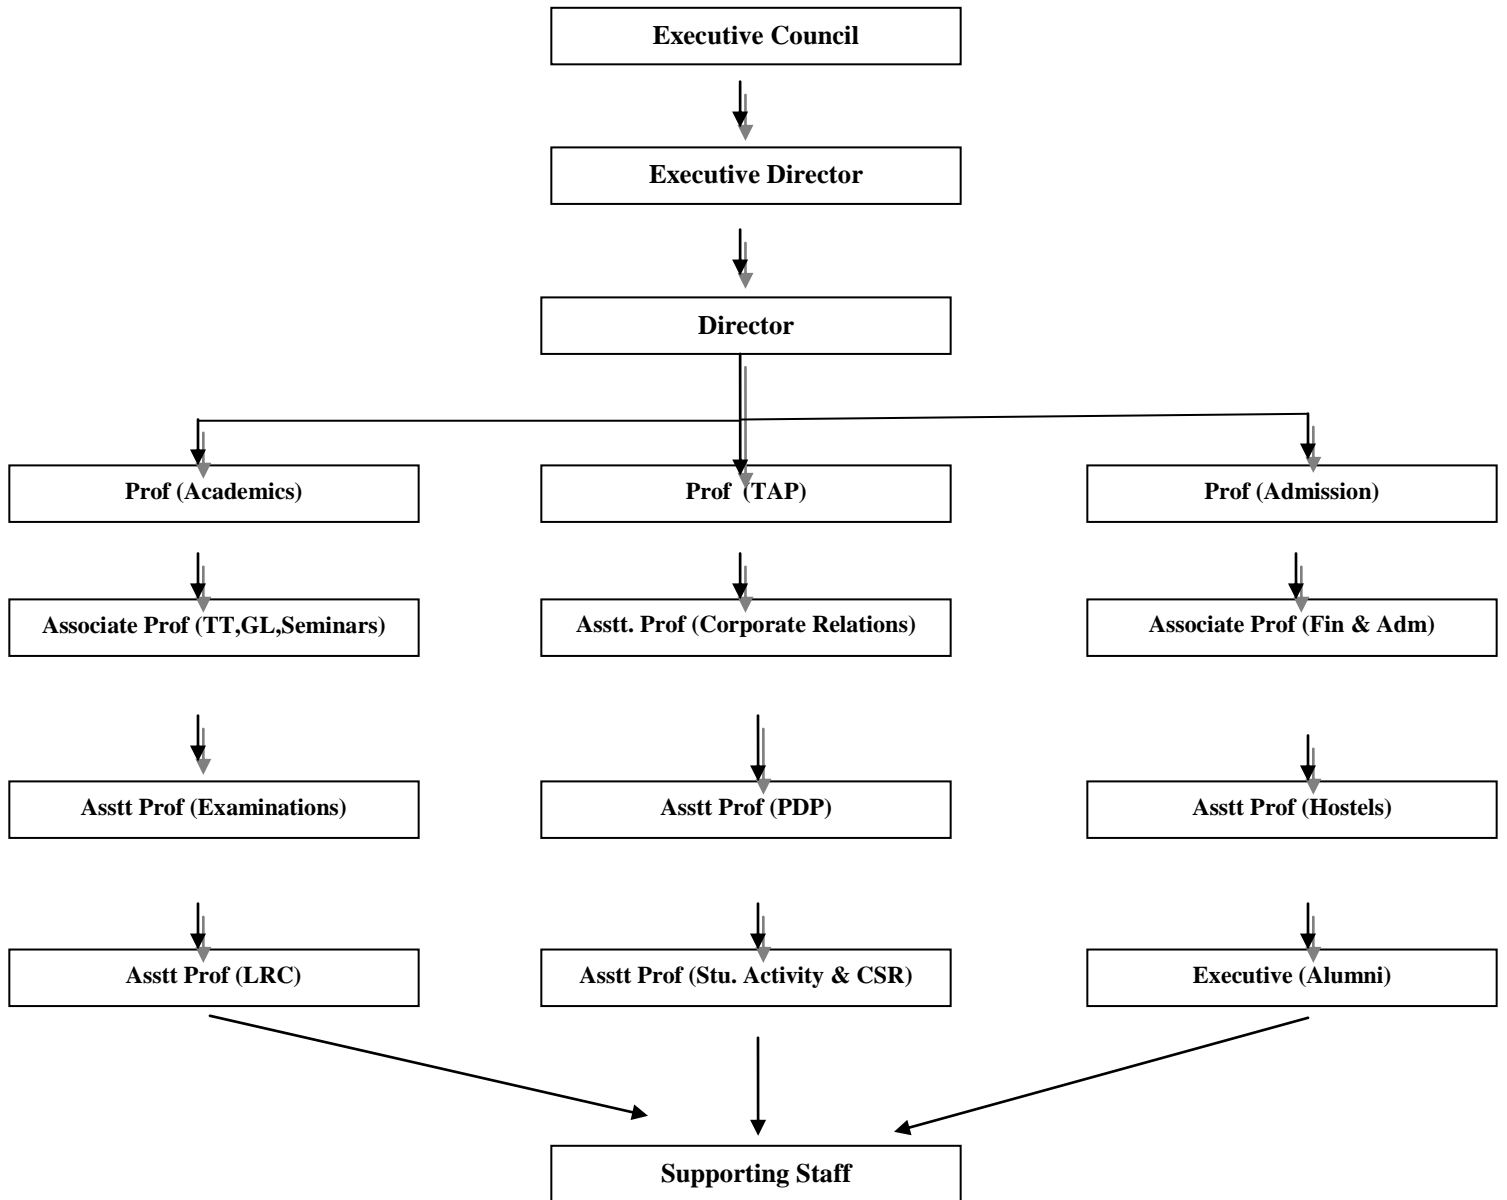 Executive Council
Executive Director
Director
Prof (Academics)
Prof (TAP)
Prof (Admission)
Associate Prof (TT,GL,Seminars)
Asstt. Prof (Corporate Relations)
Associate Prof (Fin & Adm)
Asstt Prof (Examinations)
Asstt Prof (PDP)
Asstt Prof (Hostels)
Asstt Prof (LRC)
Asstt Prof (Stu. Activity & CSR)
Executive (Alumni)
Supporting Staff